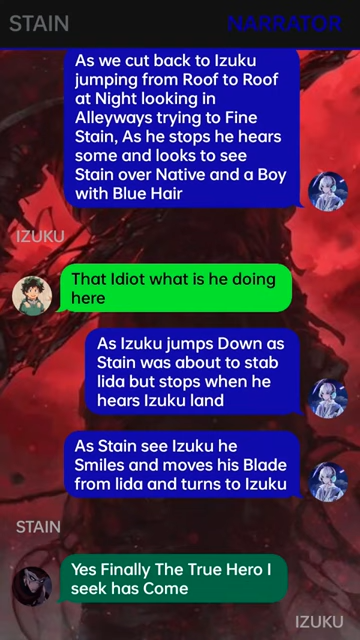 STAIN NARRATOR
As we cut back to Izuku
jumping from Roof to Roof
at Night looking in
Alleyways trying to Fine
Stain, As he stops he hears
some and looks to see
Stain over Native and a Boy
with Blue Hair
IZUKU
That Idiot what is he doing
here
As Izuku jumps Down as
Stain was about to stab
Iida but stops when he
hears Izuku land
As Stain see Izuku he
Smiles and moves his Blade
from Iida and turns to Izuku
STAIN
Yes Finally The True Hero I
seek has Come
IZUKU